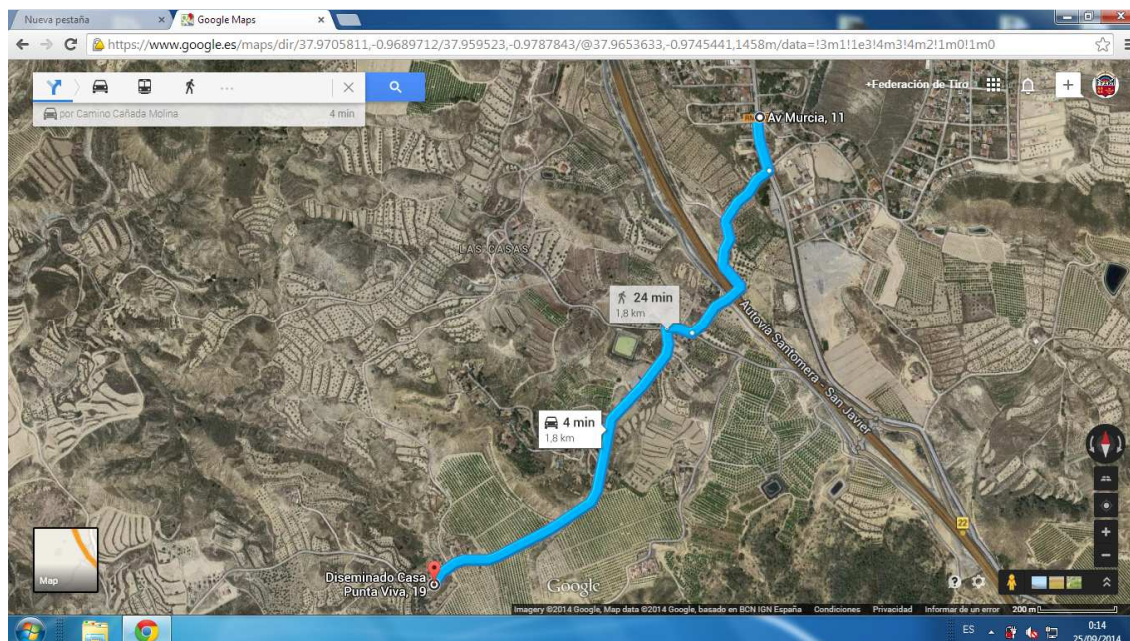 Nueva pestaña
Google Maps
https://www.google.es/maps/dir/37.9705811,-0.9689712/37.959523,-0.9787843/@37.9653633,-0.9745441,1458m/data=!3m1!1e3!4m3!4m2!1m0!1m0
+Federación de Tiro
por Camino Cañada Molina 4 min
Av Murcia, 11
LAS CASAS
24 min
1,8 km
Autovía Santomera - San Javier
4 min
1,8 km
22
Diseminado Casa
Punta Viva, 19
Map
Google
Imagery ©2014 Google, Map data ©2014 Google, basado en BCN IGN España Condiciones Privacidad Informar de un error 200 m
ES
0:14
25/09/2014